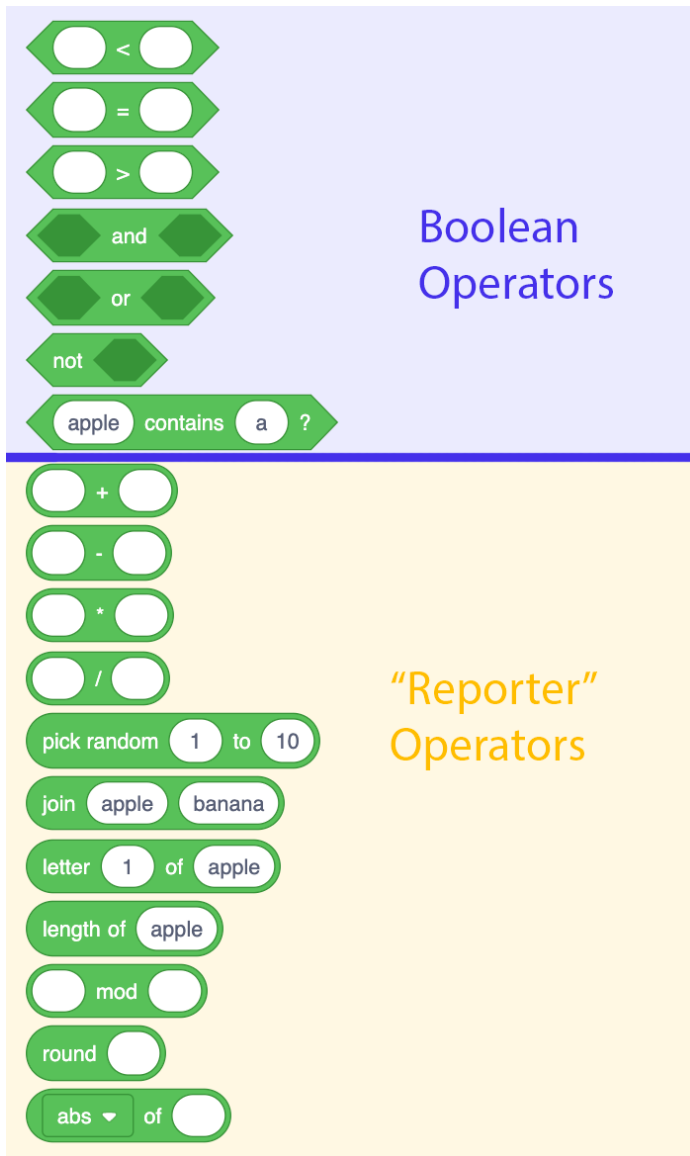 <
=
>
and
or
not
apple contains a ?
Boolean
Operators
+
-
*
/
pick random 1 to 10
join apple banana
letter 1 of apple
length of apple
mod
round
abs of
“Reporter”
Operators